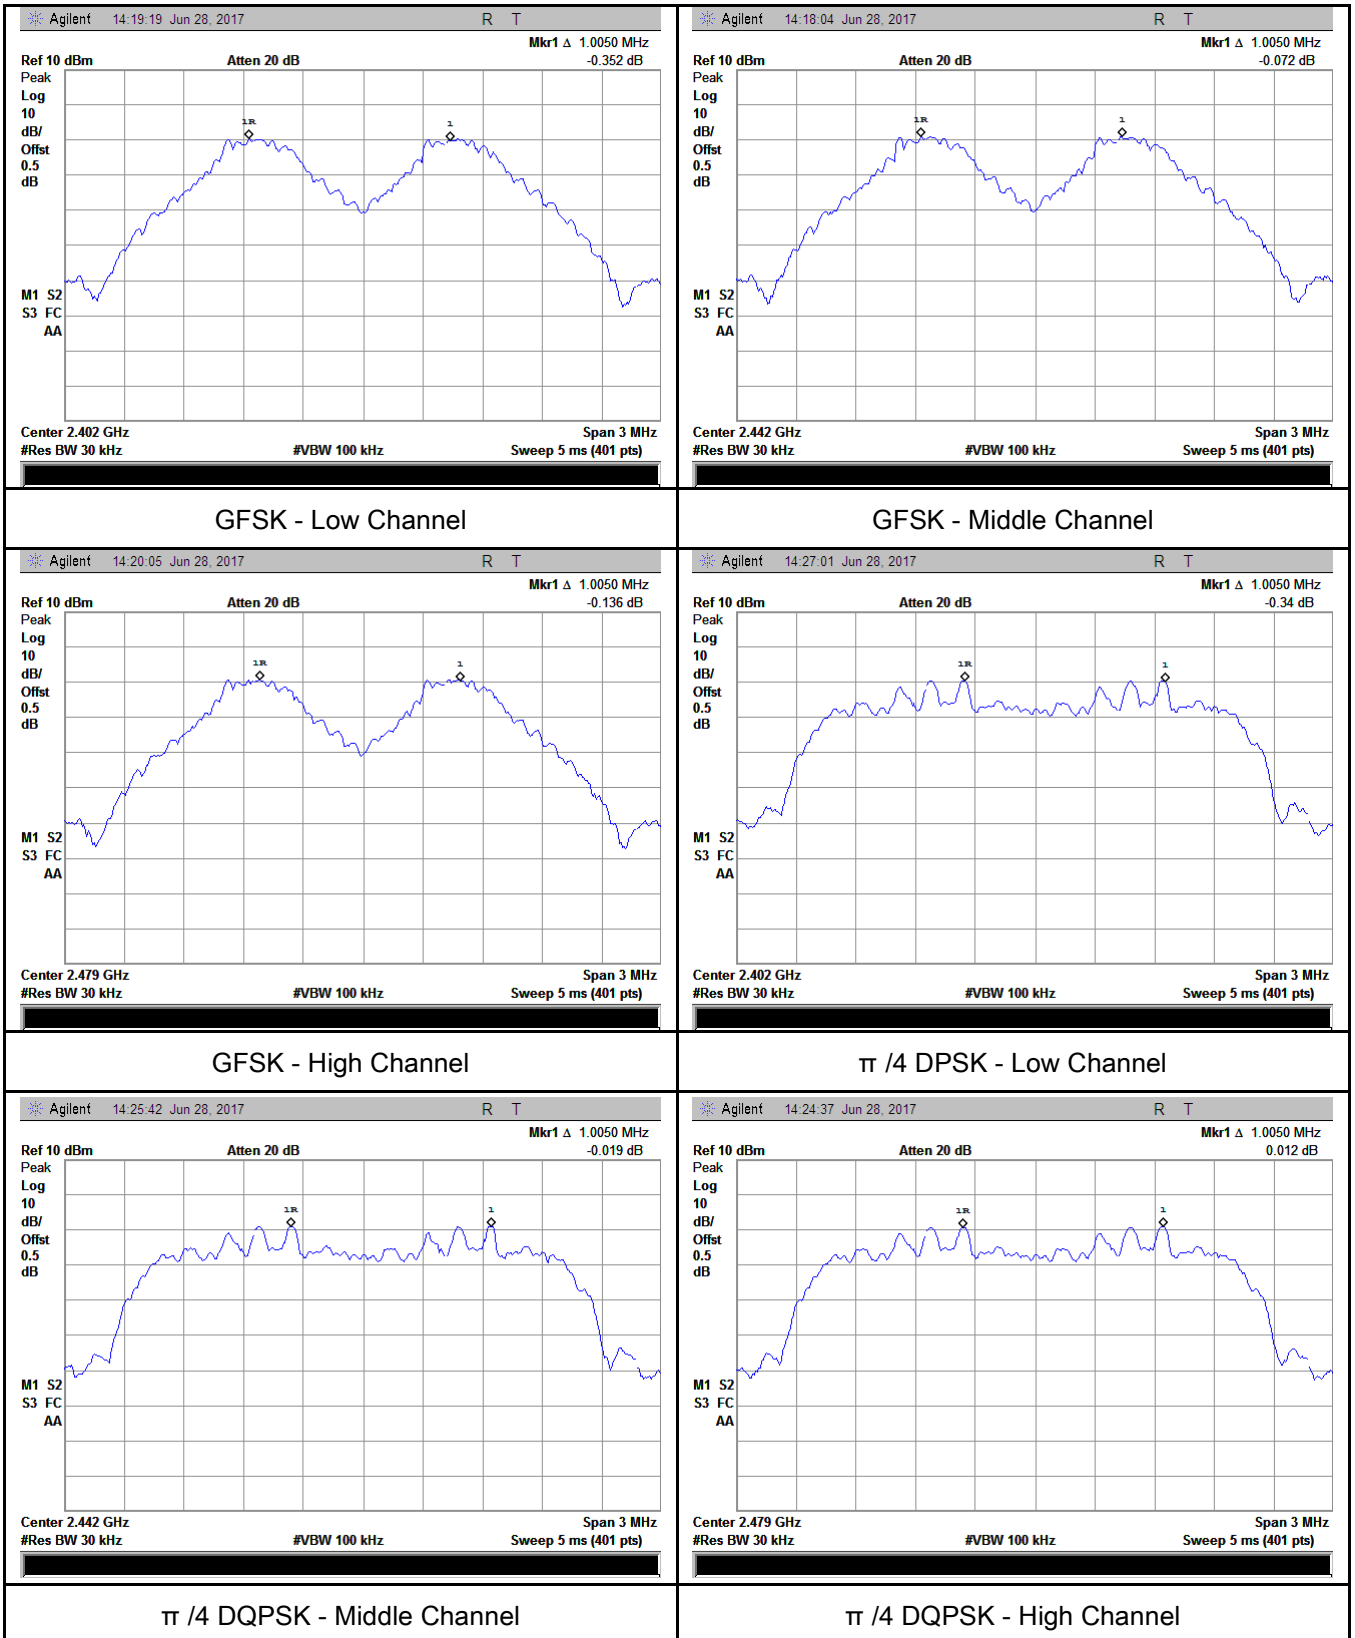 Agilent 14:19:19 Jun 28, 2017 R T
Mkr1 Δ 1.0050 MHz
Ref 10 dBm Atten 20 dB -0.352 dB
Peak
Log
10
dB/
Offst
0.5
dB
1R 1
M1 S2
S3 FC
AA
Center 2.402 GHz Span 3 MHz
#Res BW 30 kHz #VBW 100 kHz Sweep 5 ms (401 pts)
GFSK - Low Channel
Agilent 14:18:04 Jun 28, 2017 R T
Mkr1 Δ 1.0050 MHz
Ref 10 dBm Atten 20 dB -0.072 dB
Peak
Log
10
dB/
Offst
0.5
dB
1R 1
M1 S2
S3 FC
AA
Center 2.442 GHz Span 3 MHz
#Res BW 30 kHz #VBW 100 kHz Sweep 5 ms (401 pts)
GFSK - Middle Channel
Agilent 14:20:05 Jun 28, 2017 R T
Mkr1 Δ 1.0050 MHz
Ref 10 dBm Atten 20 dB -0.136 dB
Peak
Log
10
dB/
Offst
0.5
dB
1R 1
M1 S2
S3 FC
AA
Center 2.479 GHz Span 3 MHz
#Res BW 30 kHz #VBW 100 kHz Sweep 5 ms (401 pts)
GFSK - High Channel
Agilent 14:27:01 Jun 28, 2017 R T
Mkr1 Δ 1.0050 MHz
Ref 10 dBm Atten 20 dB -0.34 dB
Peak
Log
10
dB/
Offst
0.5
dB
1R 1
M1 S2
S3 FC
AA
Center 2.402 GHz Span 3 MHz
#Res BW 30 kHz #VBW 100 kHz Sweep 5 ms (401 pts)
π /4 DPSK - Low Channel
Agilent 14:25:42 Jun 28, 2017 R T
Mkr1 Δ 1.0050 MHz
Ref 10 dBm Atten 20 dB -0.019 dB
Peak
Log
10
dB/
Offst
0.5
dB
1R 1
M1 S2
S3 FC
AA
Center 2.442 GHz Span 3 MHz
#Res BW 30 kHz #VBW 100 kHz Sweep 5 ms (401 pts)
π /4 DQPSK - Middle Channel
Agilent 14:24:37 Jun 28, 2017 R T
Mkr1 Δ 1.0050 MHz
Ref 10 dBm Atten 20 dB 0.012 dB
Peak
Log
10
dB/
Offst
0.5
dB
1R 1
M1 S2
S3 FC
AA
Center 2.479 GHz Span 3 MHz
#Res BW 30 kHz #VBW 100 kHz Sweep 5 ms (401 pts)
π /4 DQPSK - High Channel